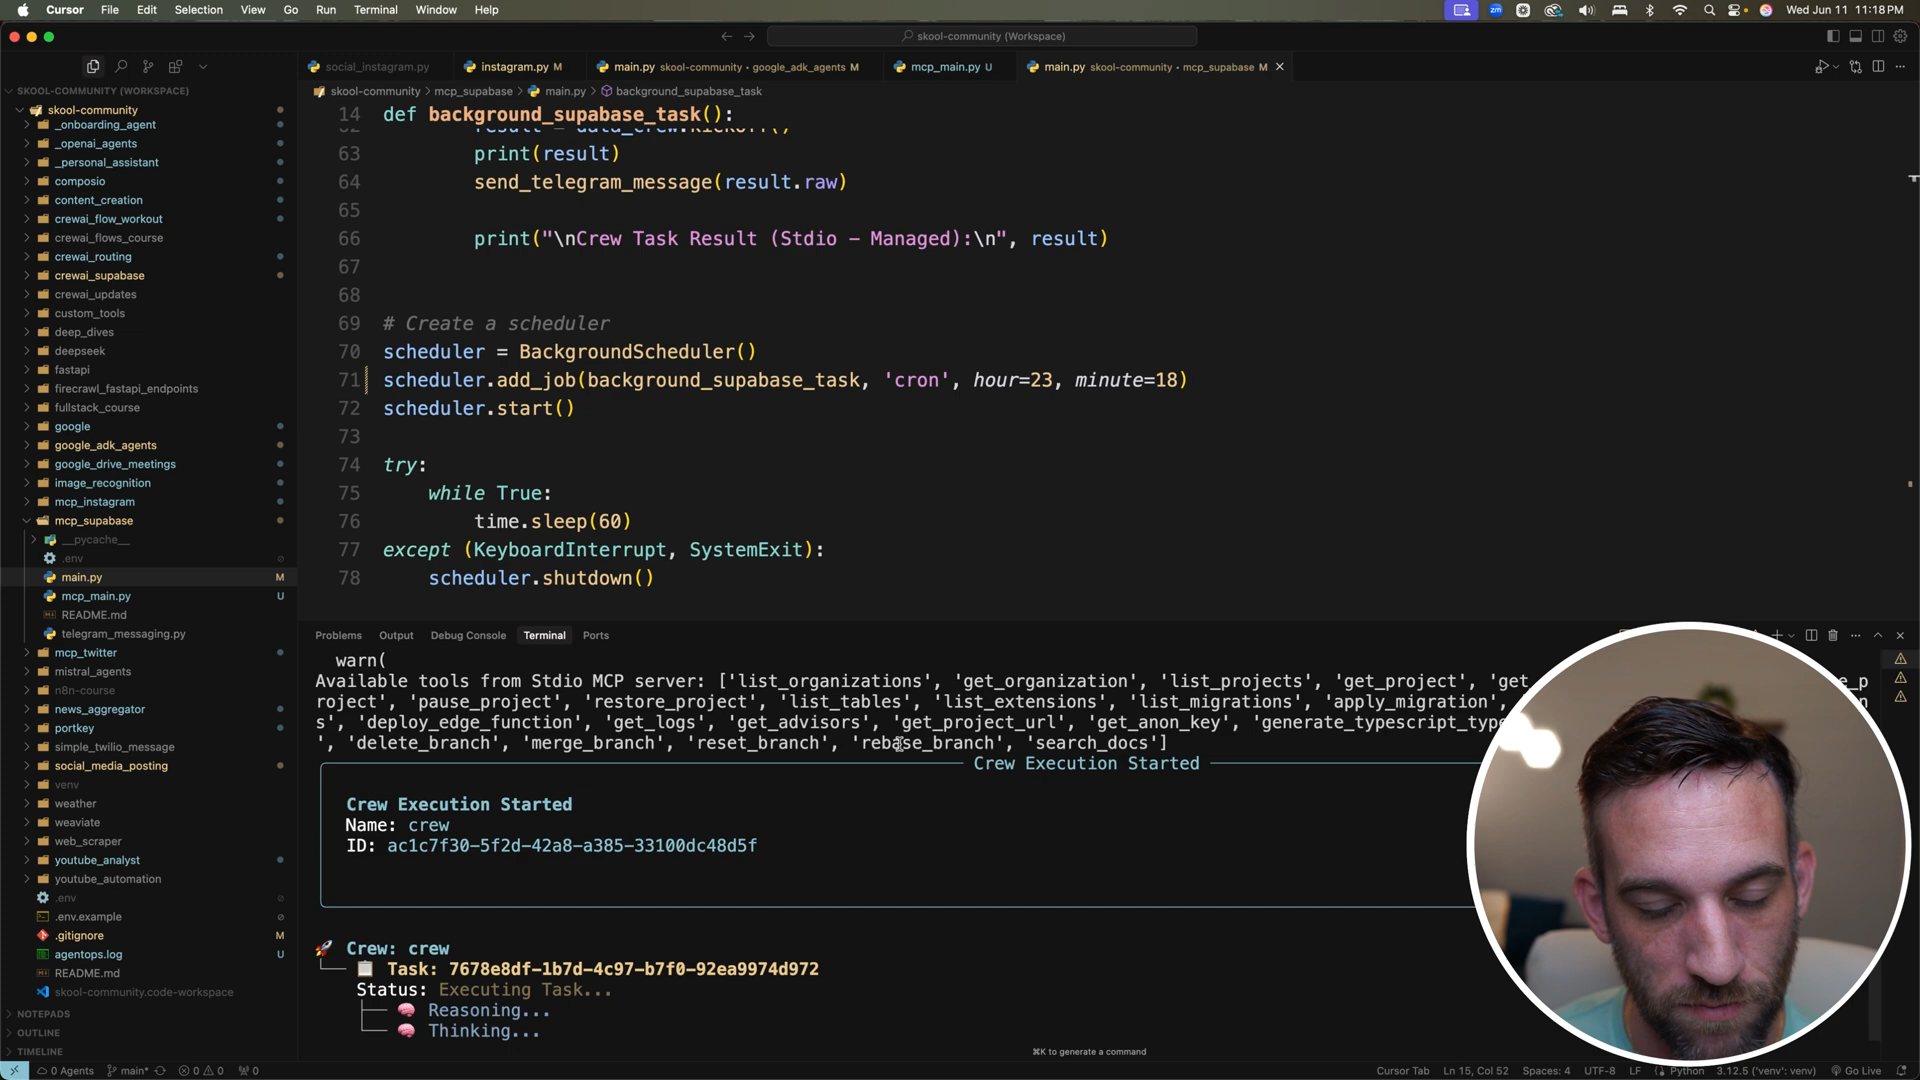 Cursor File Edit Selection View Go Run Terminal Window Help
Wed Jun 11 11:18 PM
skool-community (Workspace)
social_instagram.py
instagram.py M
main.py skool-community • google_adk_agents M
mcp_main.py U
main.py skool-community • mcp_supabase M
SKOOL-COMMUNITY (WORKSPACE)
skool-community
_onboarding_agent
_openai_agents
_personal_assistant
composio
content_creation
crewai_flow_workout
crewai_flows_course
crewai_routing
crewai_supabase
crewai_updates
custom_tools
deep_dives
deepseek
fastapi
firecrawl_fastapi_endpoints
fullstack_course
google
google_adk_agents
google_drive_meetings
image_recognition
mcp_instagram
mcp_supabase
__pycache__
.env
main.py M
mcp_main.py U
README.md
telegram_messaging.py
mcp_twitter
mistral_agents
n8n-course
news_aggregator
portkey
simple_twilio_message
social_media_posting
venv
weather
weaviate
web_scraper
youtube_analyst
youtube_automation
.env
.env.example
.gitignore M
agentops.log U
README.md
skool-community.code-workspace
NOTEPADS
OUTLINE
TIMELINE
skool-community > mcp_supabase > main.py > background_supabase_task
14 def background_supabase_task():
63 print(result)
64 send_telegram_message(result.raw)
65
66 print("\nCrew Task Result (Stdio - Managed):\n", result)
67
68
69 # Create a scheduler
70 scheduler = BackgroundScheduler()
71 scheduler.add_job(background_supabase_task, 'cron', hour=23, minute=18)
72 scheduler.start()
73
74 try:
75 while True:
76 time.sleep(60)
77 except (KeyboardInterrupt, SystemExit):
78 scheduler.shutdown()
Problems Output Debug Console Terminal Ports
warn(
Available tools from Stdio MCP server: ['list_organizations', 'get_organization', 'list_projects', 'get_project', 'get_
roject', 'pause_project', 'restore_project', 'list_tables', 'list_extensions', 'list_migrations', 'apply_migration',
s', 'deploy_edge_function', 'get_logs', 'get_advisors', 'get_project_url', 'get_anon_key', 'generate_typescript_type
', 'delete_branch', 'merge_branch', 'reset_branch', 'rebase_branch', 'search_docs']
Crew Execution Started
Crew Execution Started
Name: crew
ID: ac1c7f30-5f2d-42a8-a385-33100dc48d5f
Crew: crew
Task: 7678e8df-1b7d-4c97-b7f0-92ea9974d972
Status: Executing Task...
Reasoning...
Thinking...
⌘K to generate a command
0 Agents main* 0 0 0
Cursor Tab Ln 15, Col 52 Spaces: 4 UTF-8 LF Python 3.12.5 ('venv': venv) Go Live